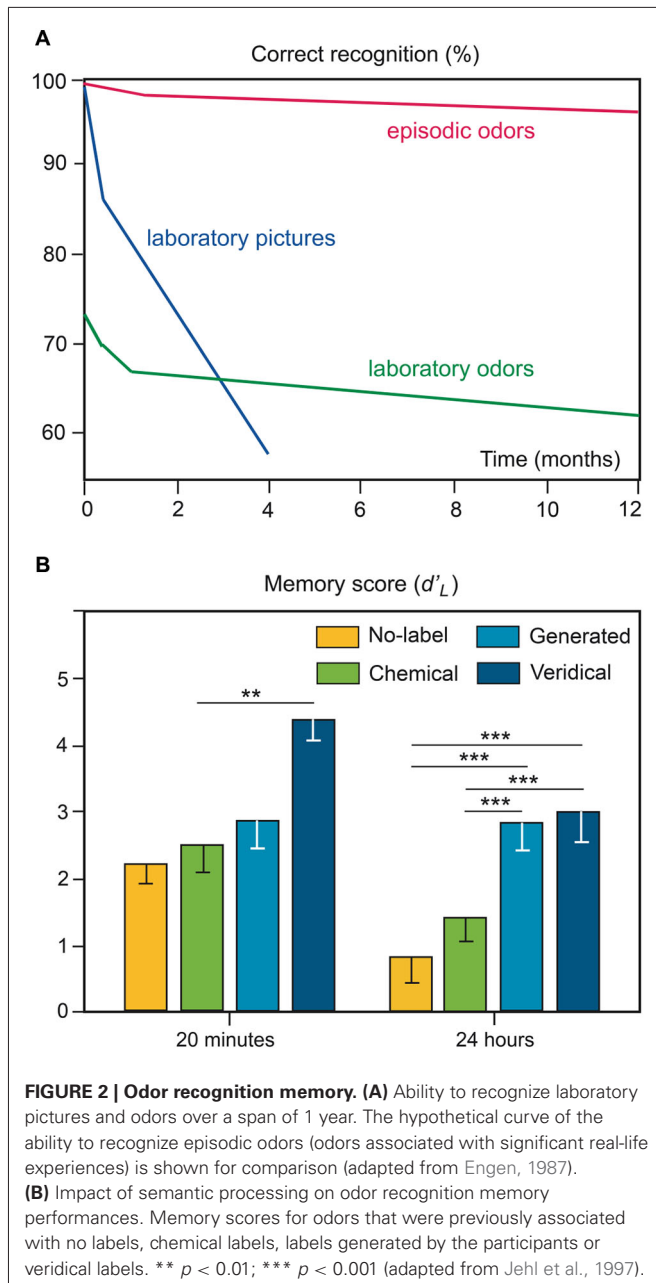 A
Correct recognition (%)
100
90
80
70
60
episodic odors
laboratory pictures
laboratory odors
Time (months)
0 2 4 6 8 10 12
B
Memory score (d'L)
No-label Generated
Chemical Veridical
5
4
3
2
1
0
**
***
***
***
***
20 minutes 24 hours
FIGURE 2 | Odor recognition memory. (A) Ability to recognize laboratory
pictures and odors over a span of 1 year. The hypothetical curve of the
ability to recognize episodic odors (odors associated with significant real-life
experiences) is shown for comparison (adapted from Engen, 1987).
(B) Impact of semantic processing on odor recognition memory
performances. Memory scores for odors that were previously associated
with no labels, chemical labels, labels generated by the participants or
veridical labels. ** p < 0.01; *** p < 0.001 (adapted from Jehl et al., 1997).